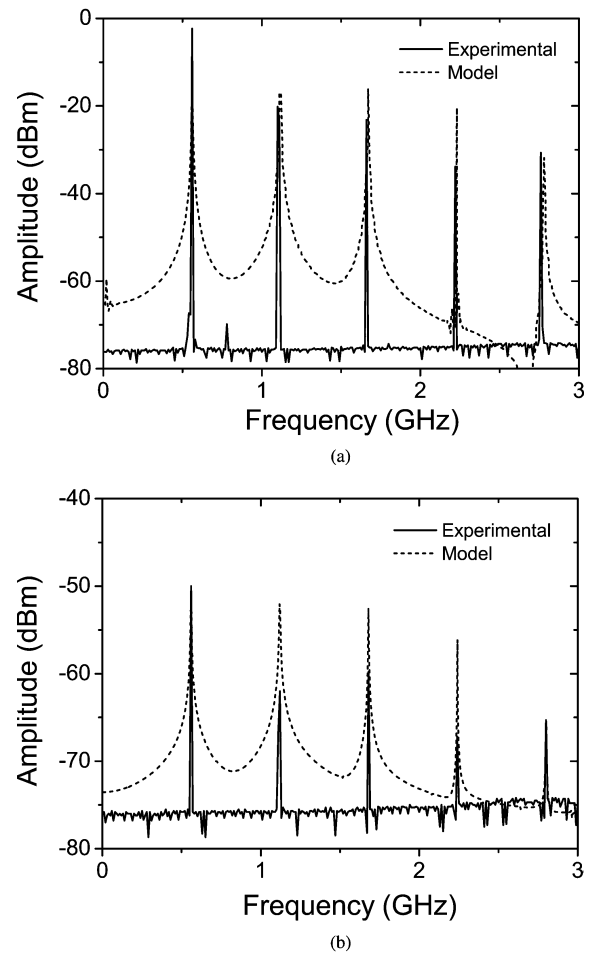 0
-20
-40
-60
-80
Amplitude (dBm)
Experimental
Model
0 1 2 3
Frequency (GHz)
(a)
-40
-50
-60
-70
-80
Amplitude (dBm)
Experimental
Model
0 1 2 3
Frequency (GHz)
(b)